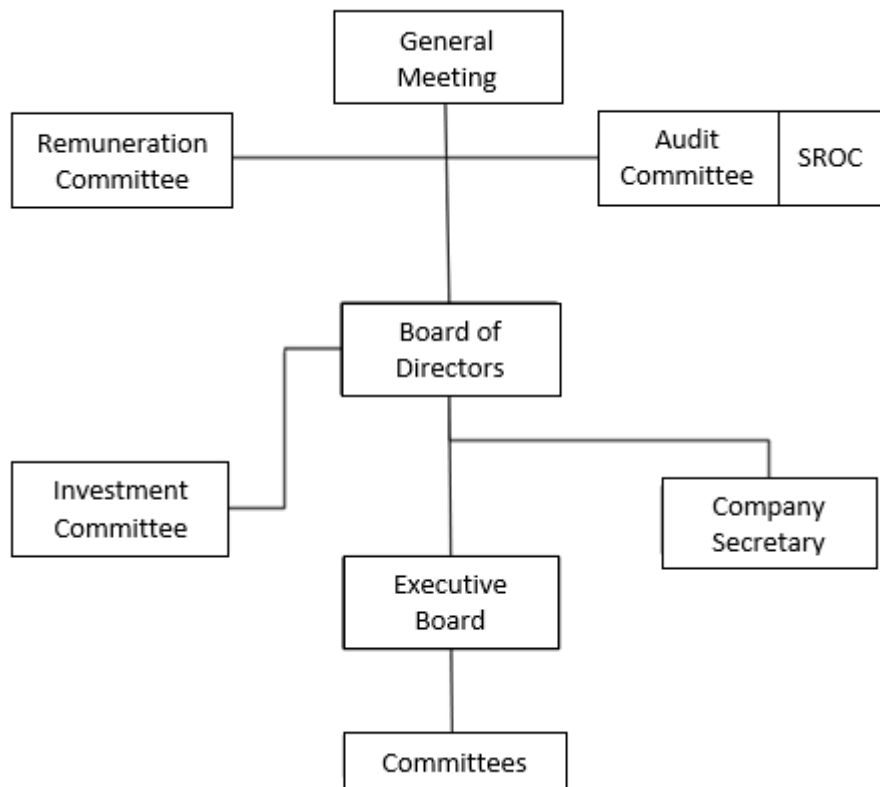 General
Meeting
Remuneration
Committee
Audit
Committee
SROC
Board of
Directors
Investment
Committee
Company
Secretary
Executive
Board
Committees